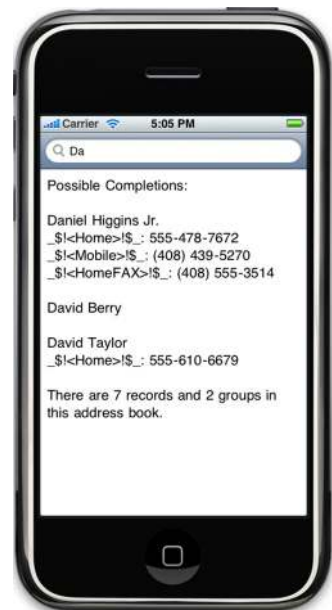 Carrier 5:05 PM
Da
Possible Completions:
Daniel Higgins Jr.
_$!<Home>!$_: 555-478-7672
_$!<Mobile>!$_: (408) 439-5270
_$!<HomeFAX>!$_: (408) 555-3514
David Berry
David Taylor
_$!<Home>!$_: 555-610-6679
There are 7 records and 2 groups in
this address book.